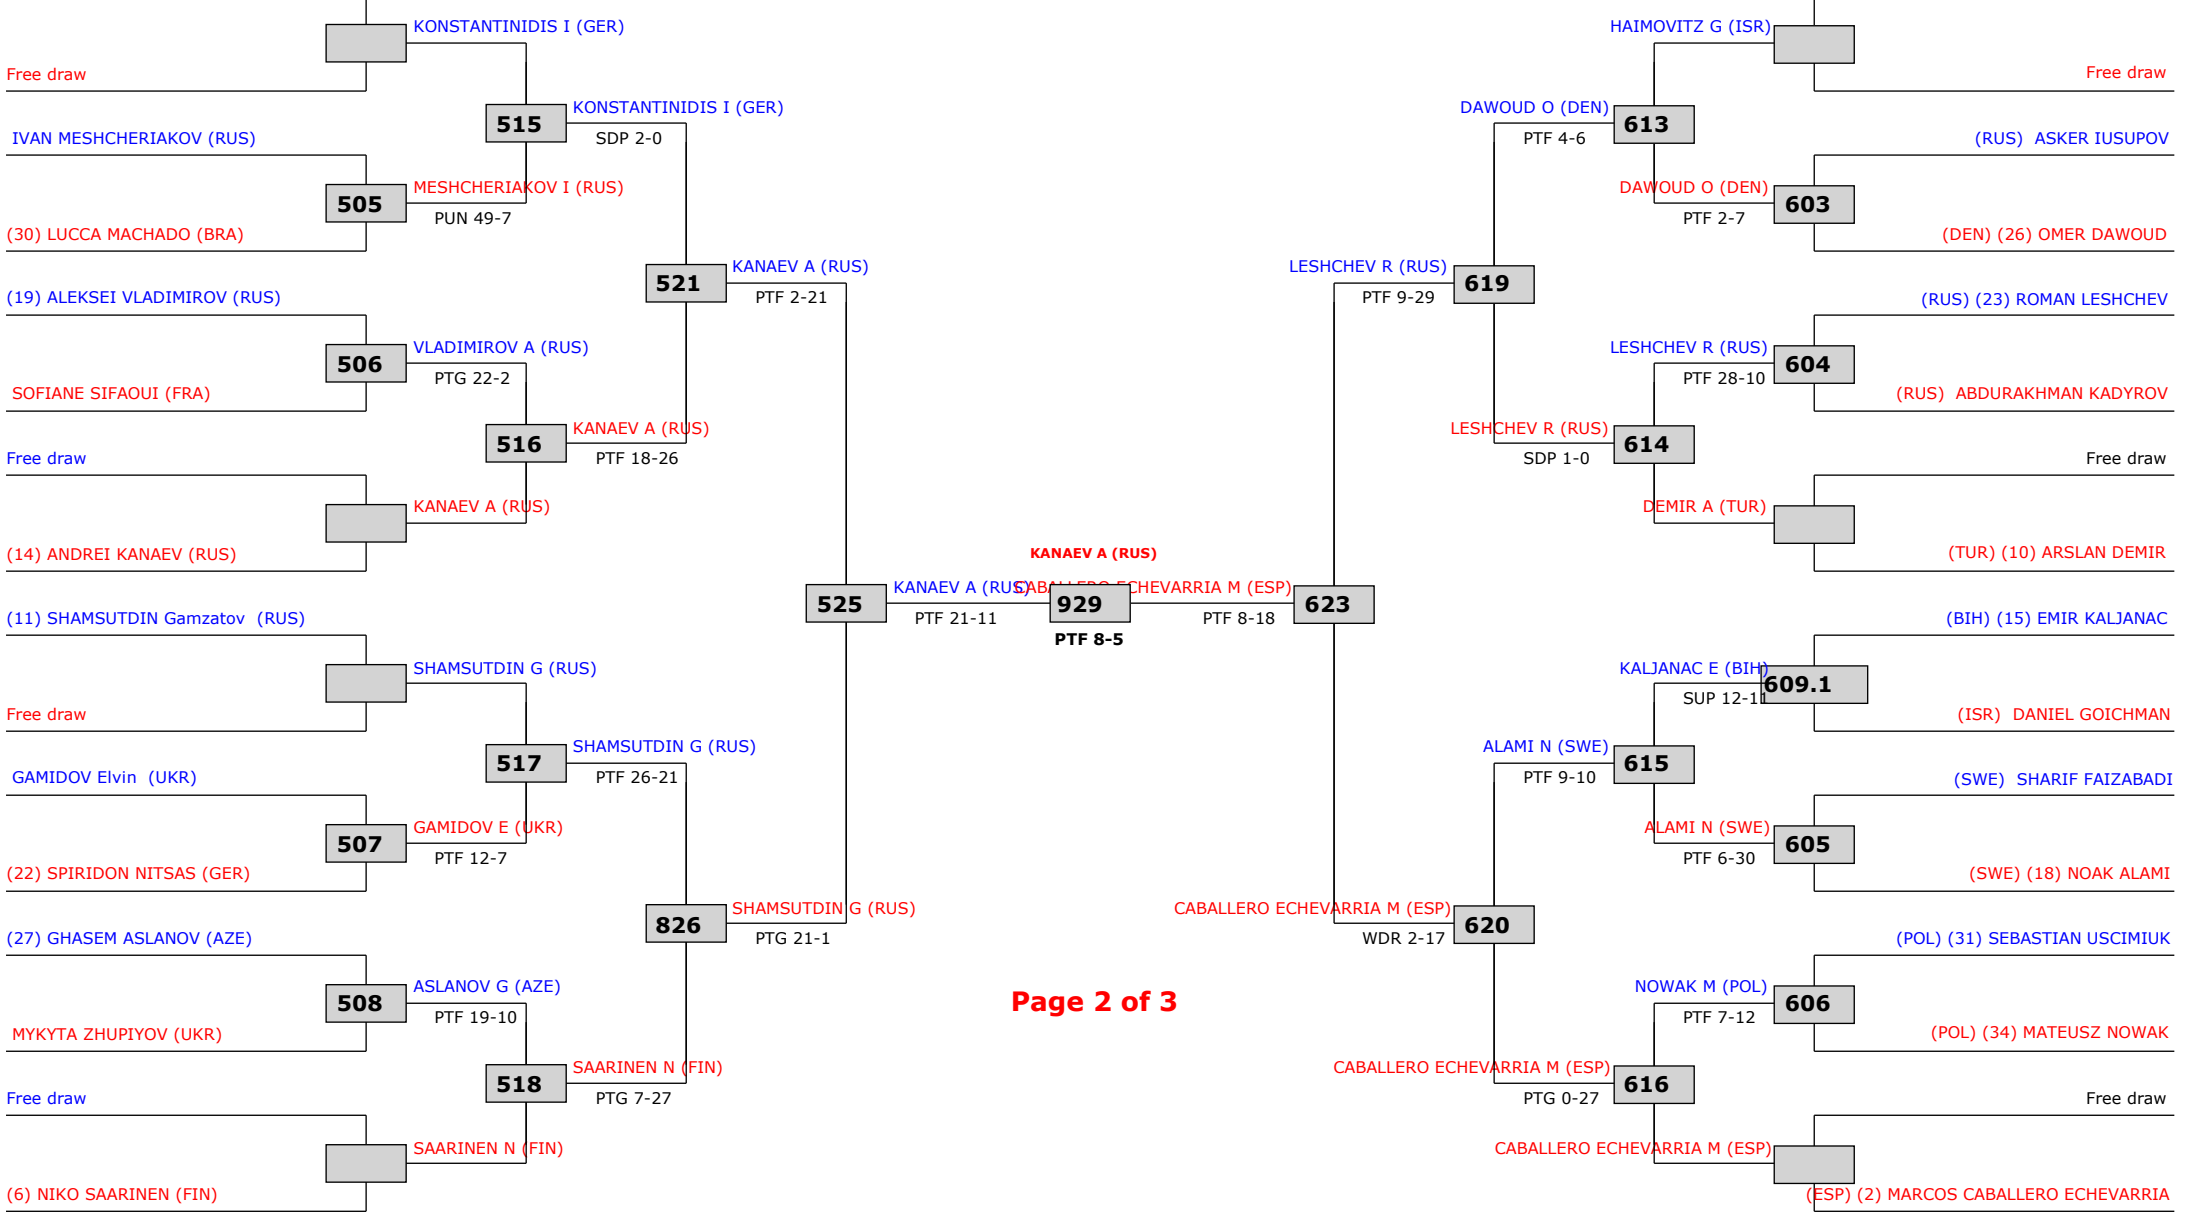 KONSTANTINIDIS I (GER)
Free draw
515
KONSTANTINIDIS I (GER)
SDP 2-0
IVAN MESHCHERIAKOV (RUS)
505
MESHCHERIAKOV I (RUS)
PUN 49-7
(30) LUCCA MACHADO (BRA)
521
KANAEV A (RUS)
PTF 2-21
(19) ALEKSEI VLADIMIROV (RUS)
506
VLADIMIROV A (RUS)
PTG 22-2
SOFIANE SIFAOUI (FRA)
516
KANAEV A (RUS)
PTF 18-26
Free draw
KANAEV A (RUS)
(14) ANDREI KANAEV (RUS)
525
KANAEV A (RUS)
PTF 21-11
(11) SHAMSUTDIN Gamzatov (RUS)
SHAMSUTDIN G (RUS)
Free draw
517
SHAMSUTDIN G (RUS)
PTF 26-21
GAMIDOV Elvin (UKR)
507
GAMIDOV E (UKR)
PTF 12-7
(22) SPIRIDON NITSAS (GER)
826
SHAMSUTDIN G (RUS)
PTG 21-1
(27) GHASEM ASLANOV (AZE)
508
ASLANOV G (AZE)
PTF 19-10
MYKYTA ZHUPIYOV (UKR)
518
SAARINEN N (FIN)
PTG 7-27
Free draw
SAARINEN N (FIN)
(6) NIKO SAARINEN (FIN)
KANAEV A (RUS)
929
PTF 8-5
Page 2 of 3
HAIMOVITZ G (ISR)
Free draw
DAWOUD O (DEN)
613
PTF 4-6
(RUS) ASKER IUSUPOV
DAWOUD O (DEN)
603
PTF 2-7
(DEN) (26) OMER DAWOUD
LESHCHEV R (RUS)
619
PTF 9-29
(RUS) (23) ROMAN LESHCHEV
LESHCHEV R (RUS)
604
PTF 28-10
(RUS) ABDURAKHMAN KADYROV
LESHCHEV R (RUS)
614
SDP 1-0
Free draw
DEMIR A (TUR)
(TUR) (10) ARSLAN DEMIR
CABALLERO ECHEVARRIA M (ESP)
623
PTF 8-18
(BIH) (15) EMIR KALJANAC
KALJANAC E (BIH)
609.1
SUP 12-11
(ISR) DANIEL GOICHMAN
ALAMI N (SWE)
615
PTF 9-10
(SWE) SHARIF FAIZABADI
ALAMI N (SWE)
605
PTF 6-30
(SWE) (18) NOAK ALAMI
CABALLERO ECHEVARRIA M (ESP)
620
WDR 2-17
(POL) (31) SEBASTIAN USCIMIUK
NOWAK M (POL)
606
PTF 7-12
(POL) (34) MATEUSZ NOWAK
CABALLERO ECHEVARRIA M (ESP)
616
PTG 0-27
Free draw
CABALLERO ECHEVARRIA M (ESP)
(ESP) (2) MARCOS CABALLERO ECHEVARRIA